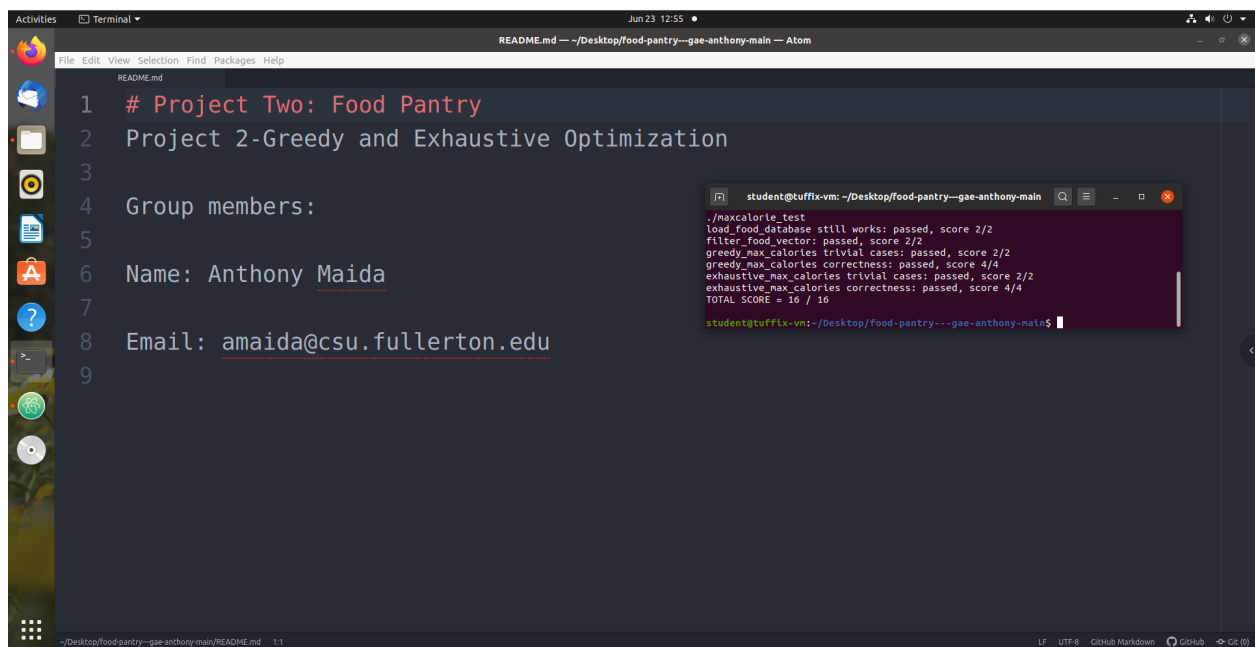 Activities
Terminal
Jun 23 12:55
README.md — ~/Desktop/food-pantry---gae-anthony-main — Atom
File Edit View Selection Find Packages Help
README.md
1 # Project Two: Food Pantry
2 Project 2-Greedy and Exhaustive Optimization
3
4 Group members:
5
6 Name: Anthony Maida
7
8 Email: amaida@csu.fullerton.edu
9
student@tuffix-vm: ~/Desktop/food-pantry---gae-anthony-main
./maxcalorie_test
load_food_database still works: passed, score 2/2
filter_food_vector: passed, score 2/2
greedy_max_calories trivial cases: passed, score 2/2
greedy_max_calories correctness: passed, score 4/4
exhaustive_max_calories trivial cases: passed, score 2/2
exhaustive_max_calories correctness: passed, score 4/4
TOTAL SCORE = 16 / 16
student@tuffix-vm:~/Desktop/food-pantry---gae-anthony-main$
~/Desktop/food-pantry---gae-anthony-main/README.md 1:1
LF UTF-8 GitHub Markdown GitHub Git (0)